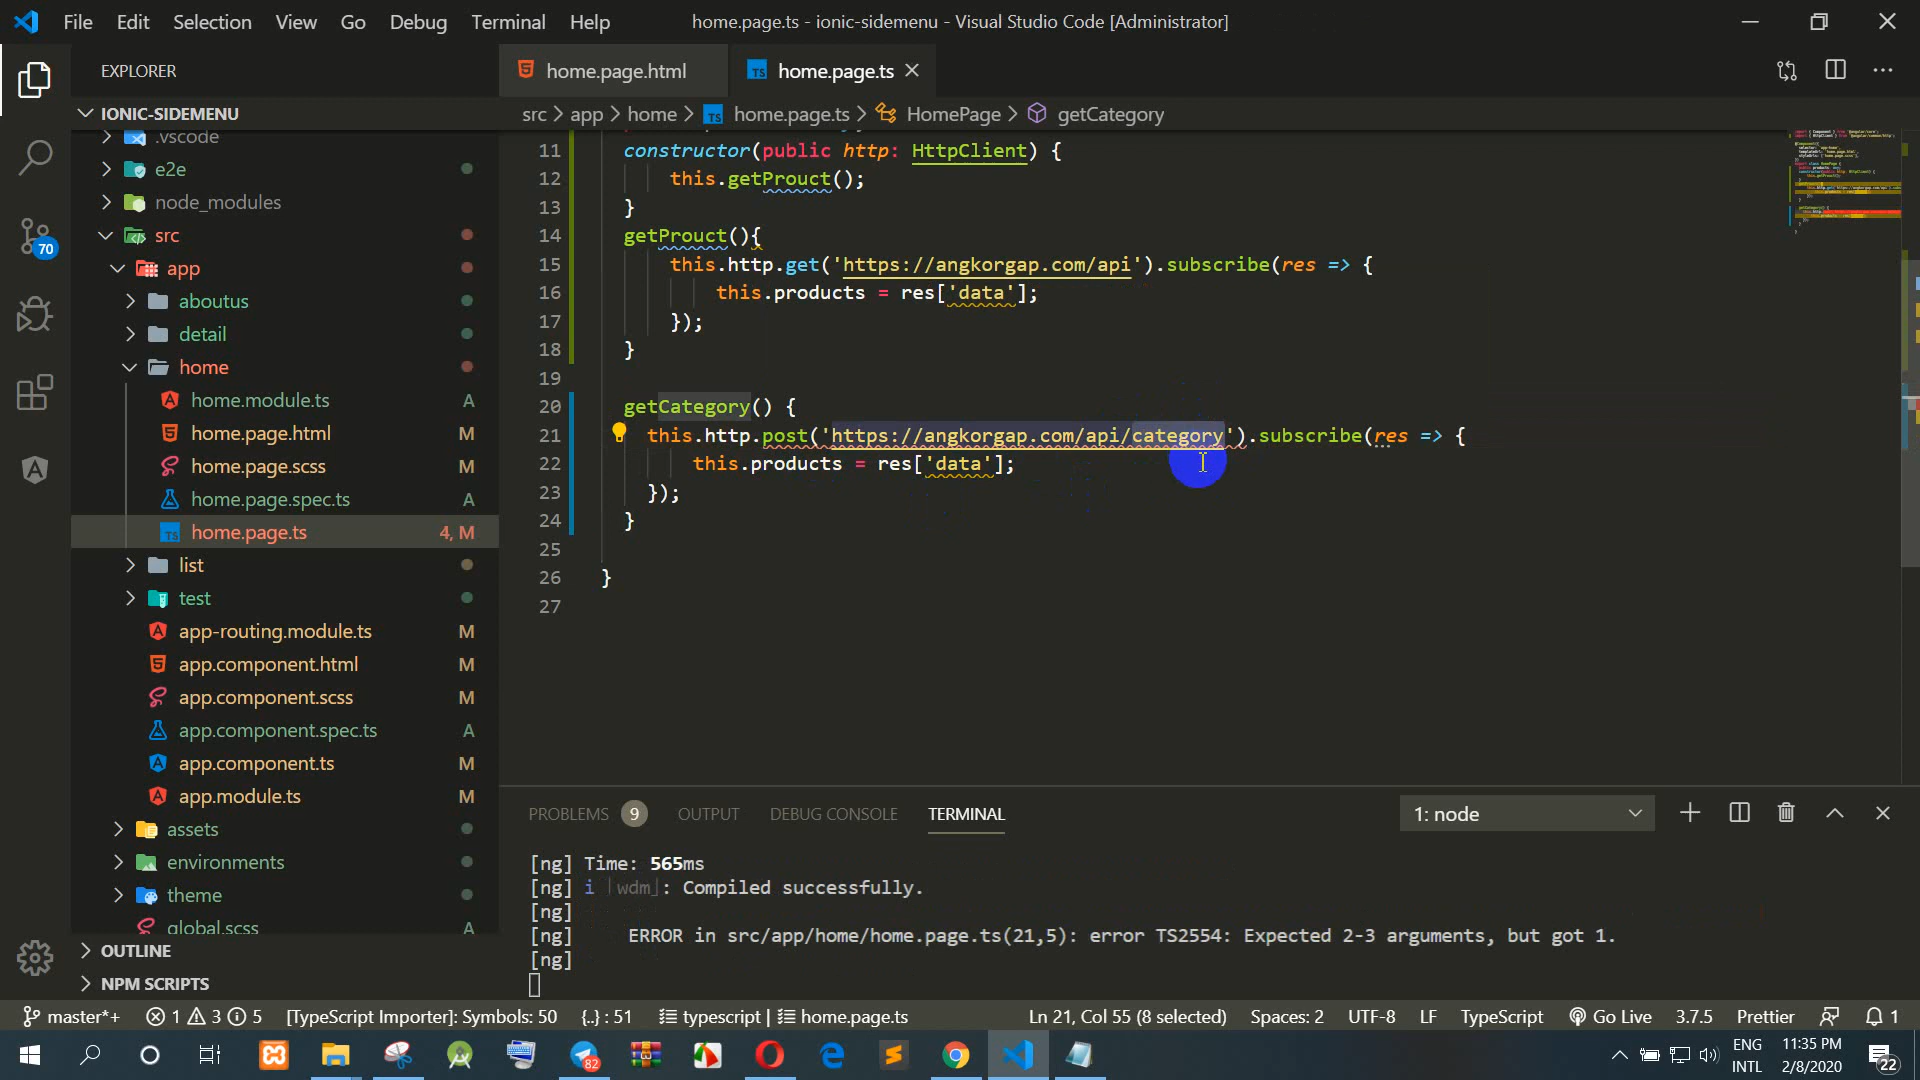 File Edit Selection View Go Debug Terminal Help
home.page.ts - ionic-sidemenu - Visual Studio Code [Administrator]
EXPLORER
IONIC-SIDEMENU
.vscode
e2e
node_modules
src
app
aboutus
detail
home
home.module.ts A
home.page.html M
home.page.scss M
home.page.spec.ts A
home.page.ts 4, M
list
test
app-routing.module.ts M
app.component.html M
app.component.scss M
app.component.spec.ts A
app.component.ts M
app.module.ts M
assets
environments
theme
global.scss A
OUTLINE
NPM SCRIPTS
70
home.page.html
TS home.page.ts
src > app > home > TS home.page.ts > HomePage > getCategory
11 constructor(public http: HttpClient) {
12 this.getProuct();
13 }
14 getProuct(){
15 this.http.get('https://angkorgap.com/api').subscribe(res => {
16 this.products = res['data'];
17 });
18 }
19
20 getCategory() {
21 this.http.post('https://angkorgap.com/api/category').subscribe(res => {
22 this.products = res['data'];
23 });
24 }
25
26 }
27
PROBLEMS 9 OUTPUT DEBUG CONSOLE TERMINAL
1: node
[ng] Time: 565ms
[ng] i ｢wdm｣: Compiled successfully.
[ng]
[ng] ERROR in src/app/home/home.page.ts(21,5): error TS2554: Expected 2-3 arguments, but got 1.
[ng]
master*+ 1 3 5 [TypeScript Importer]: Symbols: 50 {..} : 51 typescript | home.page.ts
Ln 21, Col 55 (8 selected) Spaces: 2 UTF-8 LF TypeScript Go Live 3.7.5 Prettier 1
82
ENG
INTL
11:35 PM
2/8/2020
22